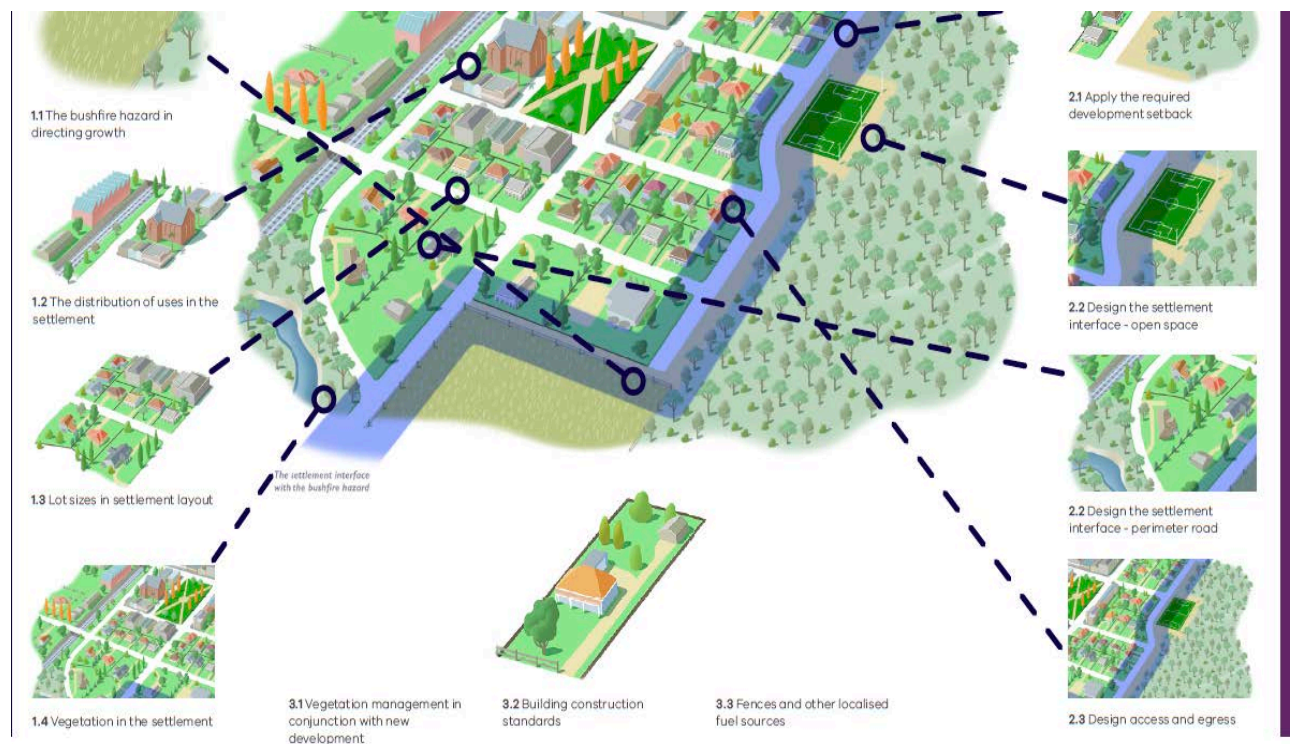 1.1 The bushfire hazard in
directing growth
1.2 The distribution of uses in the
settlement
1.3 Lot sizes in settlement layout
1.4 Vegetation in the settlement
The settlement interface
with the bushfire hazard
3.1 Vegetation management in
conjunction with new
development
3.2 Building construction
standards
3.3 Fences and other localised
fuel sources
2.1 Apply the required
development setback
2.2 Design the settlement
interface - open space
2.2 Design the settlement
interface - perimeter road
2.3 Design access and egress